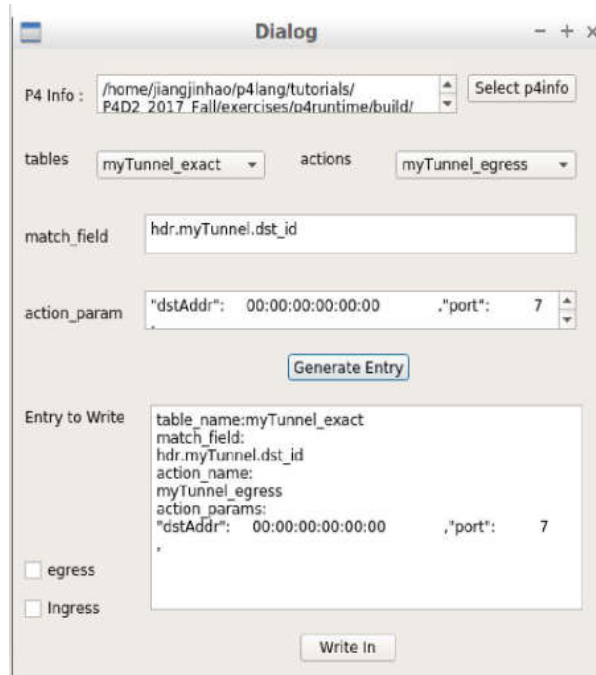 Dialog
P4 Info : /home/jiangjinhao/p4lang/tutorials/ Select p4info
P4D2_2017_Fall/exercises/p4runtime/build/
tables myTunnel_exact actions myTunnel_egress
match_field hdr.myTunnel.dst_id
action_param "dstAddr": 00:00:00:00:00:00 ,"port": 7
,
Generate Entry
Entry to Write
table_name:myTunnel_exact
match_field:
hdr.myTunnel.dst_id
action_name:
myTunnel_egress
action_params:
"dstAddr": 00:00:00:00:00:00 ,"port": 7
,
egress
Ingress
Write In